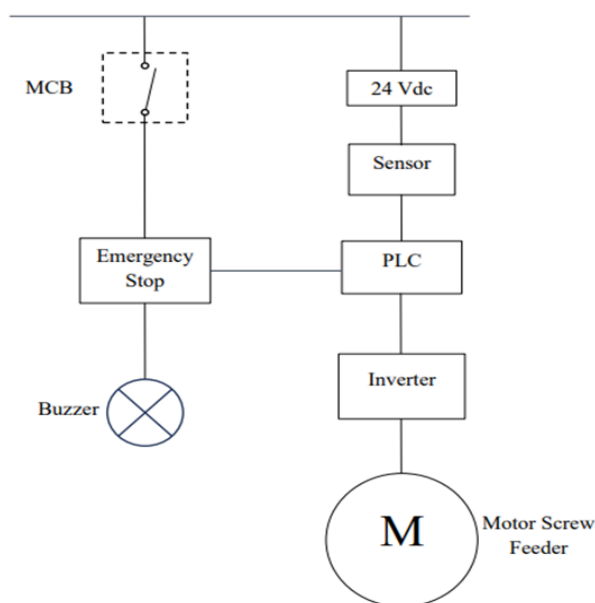 MCB
24 Vdc
Sensor
Emergency
Stop
PLC
Inverter
Buzzer
M
Motor Screw
Feeder